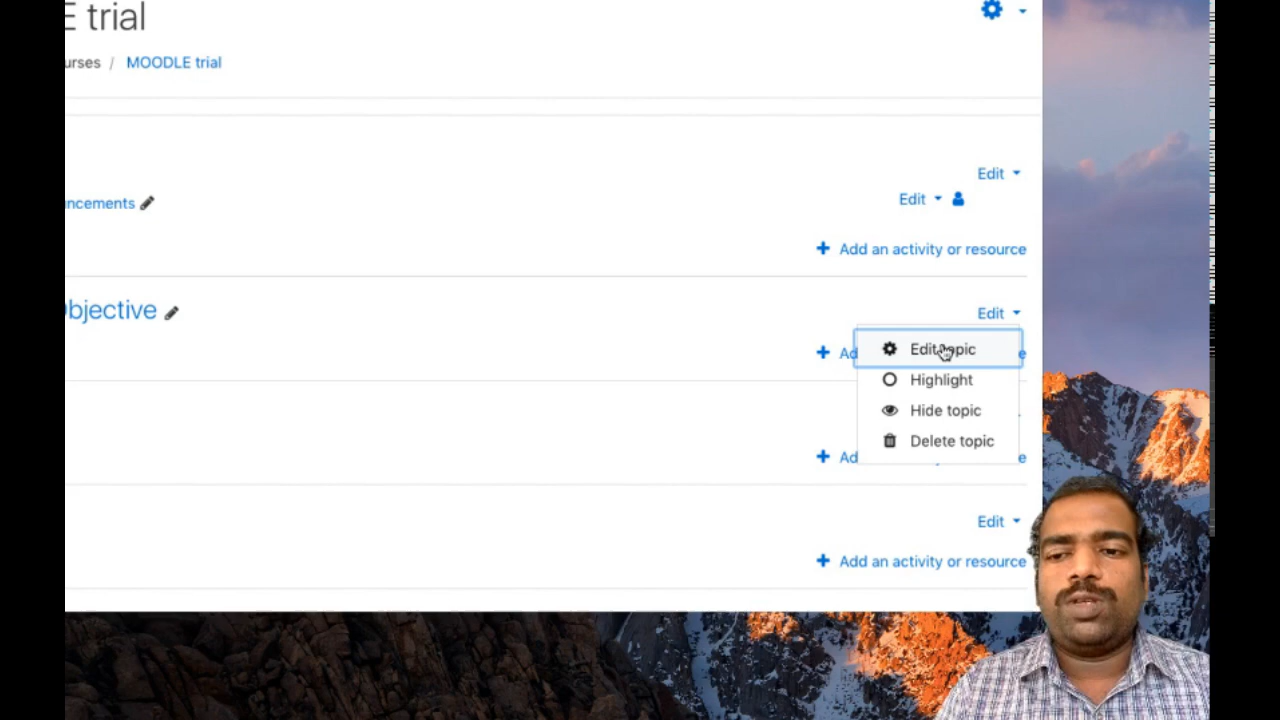 E trial
urses / MOODLE trial
Edit
ncements
Edit
Add an activity or resource
bjective
Edit
Edit topic
Highlight
Hide topic
Delete topic
Edit
Add an activity or resource